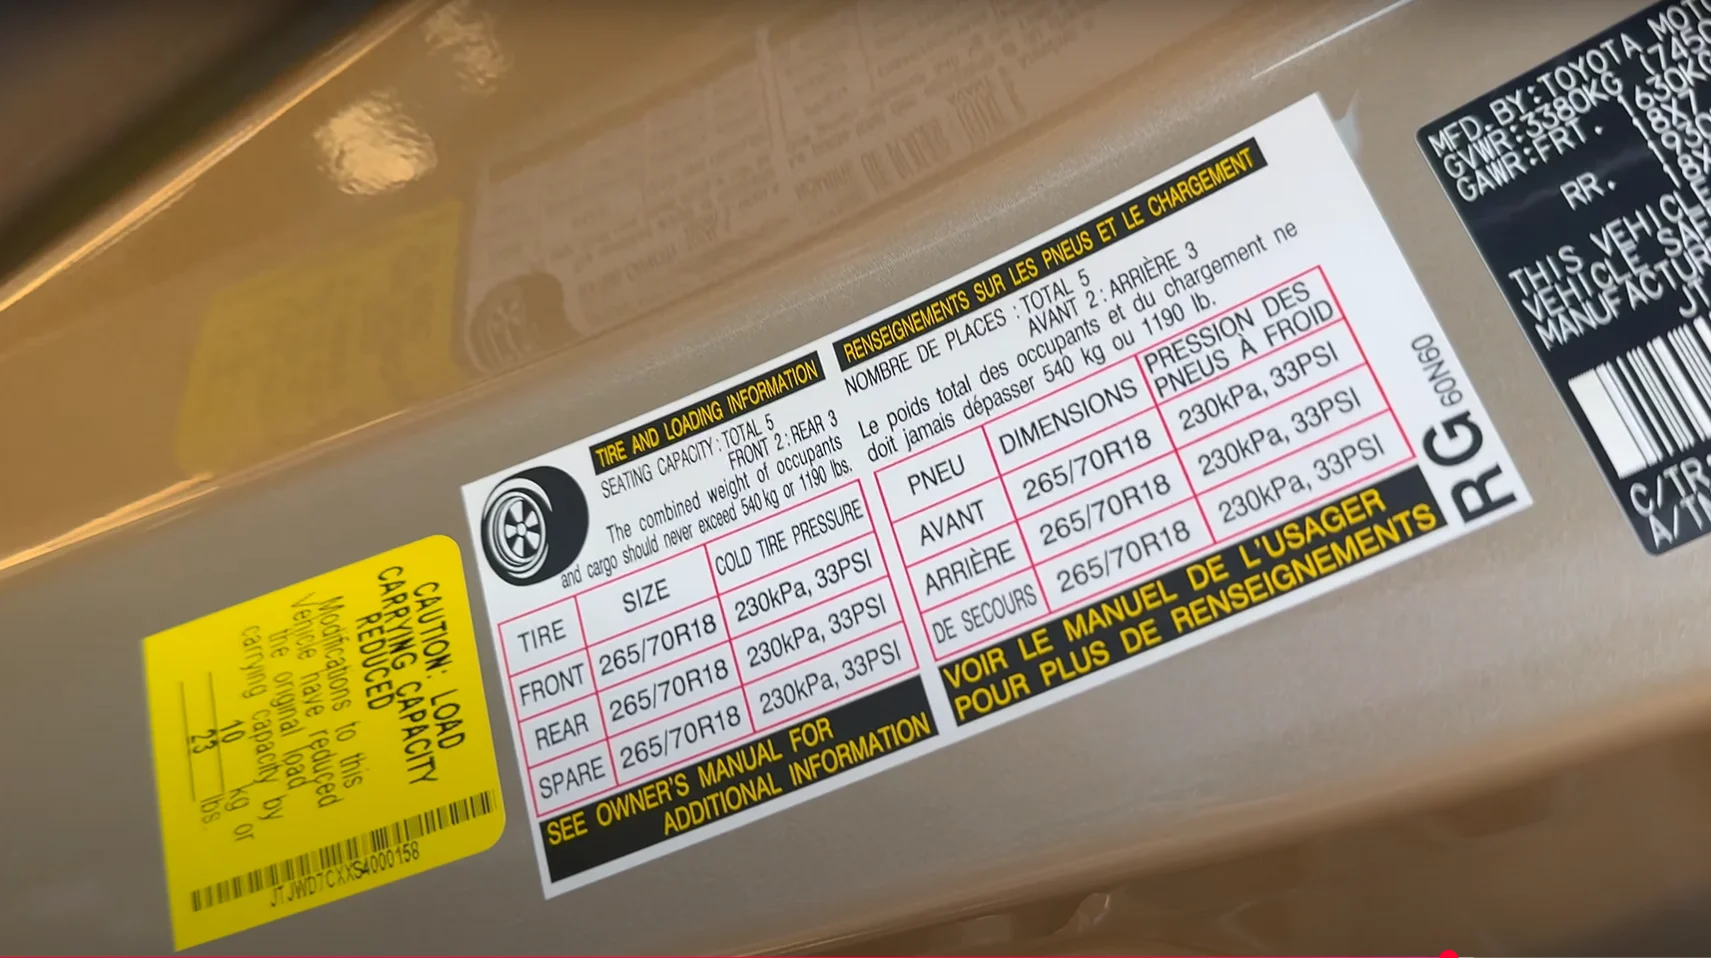 CAUTION: LOAD
CARRYING CAPACITY
REDUCED
Modifications to this
vehicle have reduced
the original load
carrying capacity by
10 kg or
23 lbs.
JTJWD7CXXS4000158
TIRE AND LOADING INFORMATION
SEATING CAPACITY : TOTAL 5
FRONT 2 : REAR 3
The combined weight of occupants
and cargo should never exceed 540 kg or 1190 lbs.
TIRE SIZE COLD TIRE PRESSURE
FRONT 265/70R18 230kPa, 33PSI
REAR 265/70R18 230kPa, 33PSI
SPARE 265/70R18 230kPa, 33PSI
SEE OWNER'S MANUAL FOR
ADDITIONAL INFORMATION
RENSEIGNEMENTS SUR LES PNEUS ET LE CHARGEMENT
NOMBRE DE PLACES : TOTAL 5
AVANT 2 : ARRIÈRE 3
Le poids total des occupants et du chargement ne
doit jamais dépasser 540 kg ou 1190 lb.
PNEU DIMENSIONS PRESSION DES
PNEUS À FROID
AVANT 265/70R18 230kPa, 33PSI
ARRIÈRE 265/70R18 230kPa, 33PSI
DE SECOURS 265/70R18 230kPa, 33PSI
VOIR LE MANUEL DE L'USAGER
POUR PLUS DE RENSEIGNEMENTS
RG 60N60
MFD. BY: TOYOTA
GVWR: 3380KG
GAWR: FRT.
RR.
THIS VEHICLE
VEHICLE
C/TR